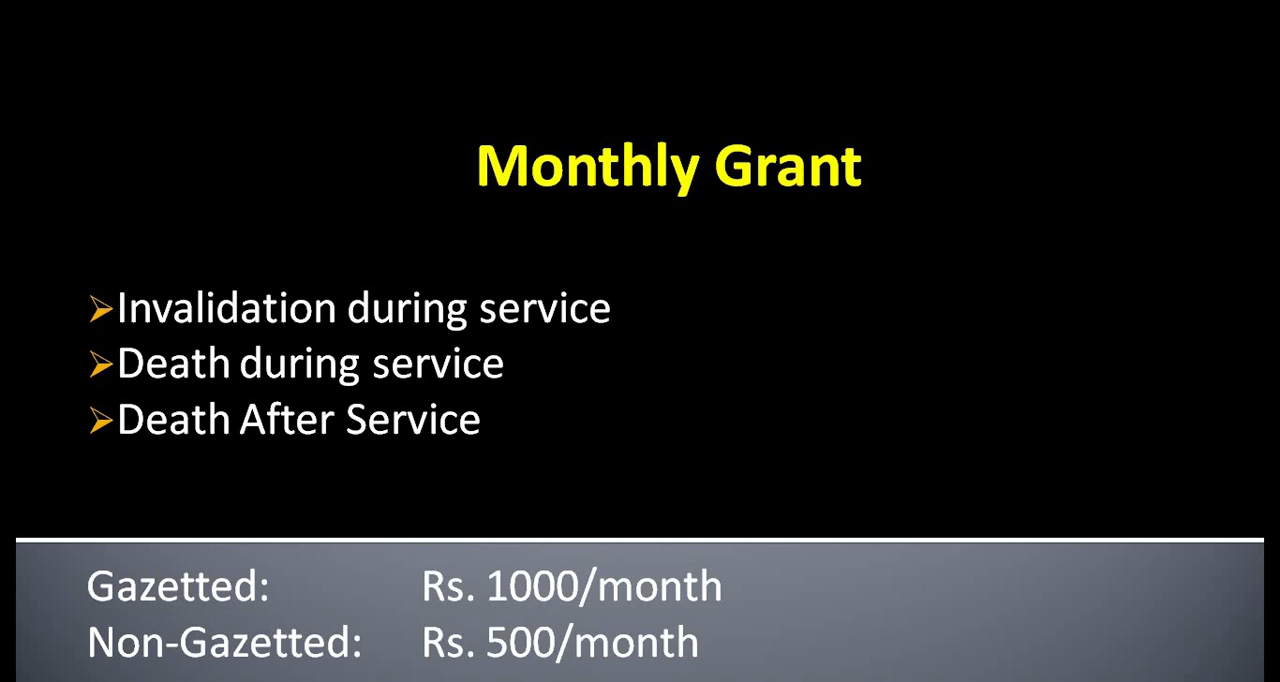 Monthly Grant
Invalidation during service
Death during service
Death After Service
Gazetted: Rs. 1000/month
Non-Gazetted: Rs. 500/month